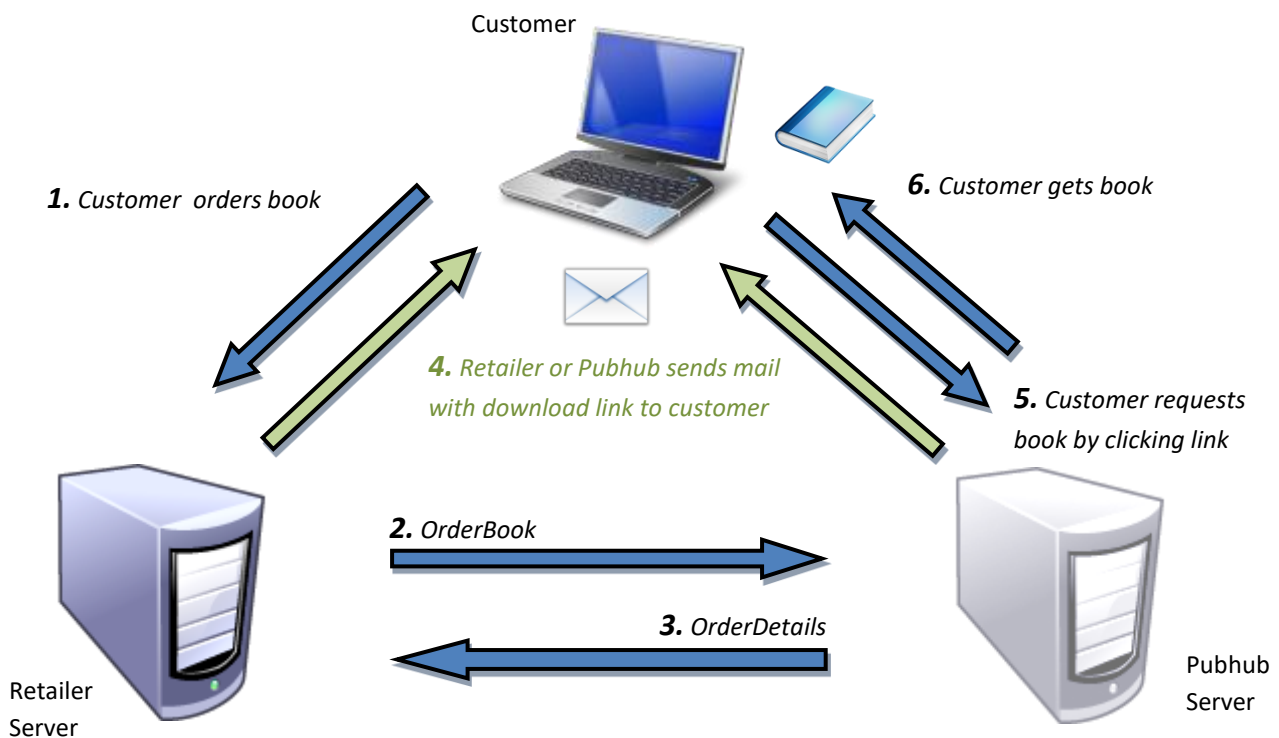 Customer
1. Customer orders book
6. Customer gets book
4. Retailer or Pubhub sends mail
with download link to customer
5. Customer requests
book by clicking link
2. OrderBook
3. OrderDetails
Retailer
Server
Pubhub
Server